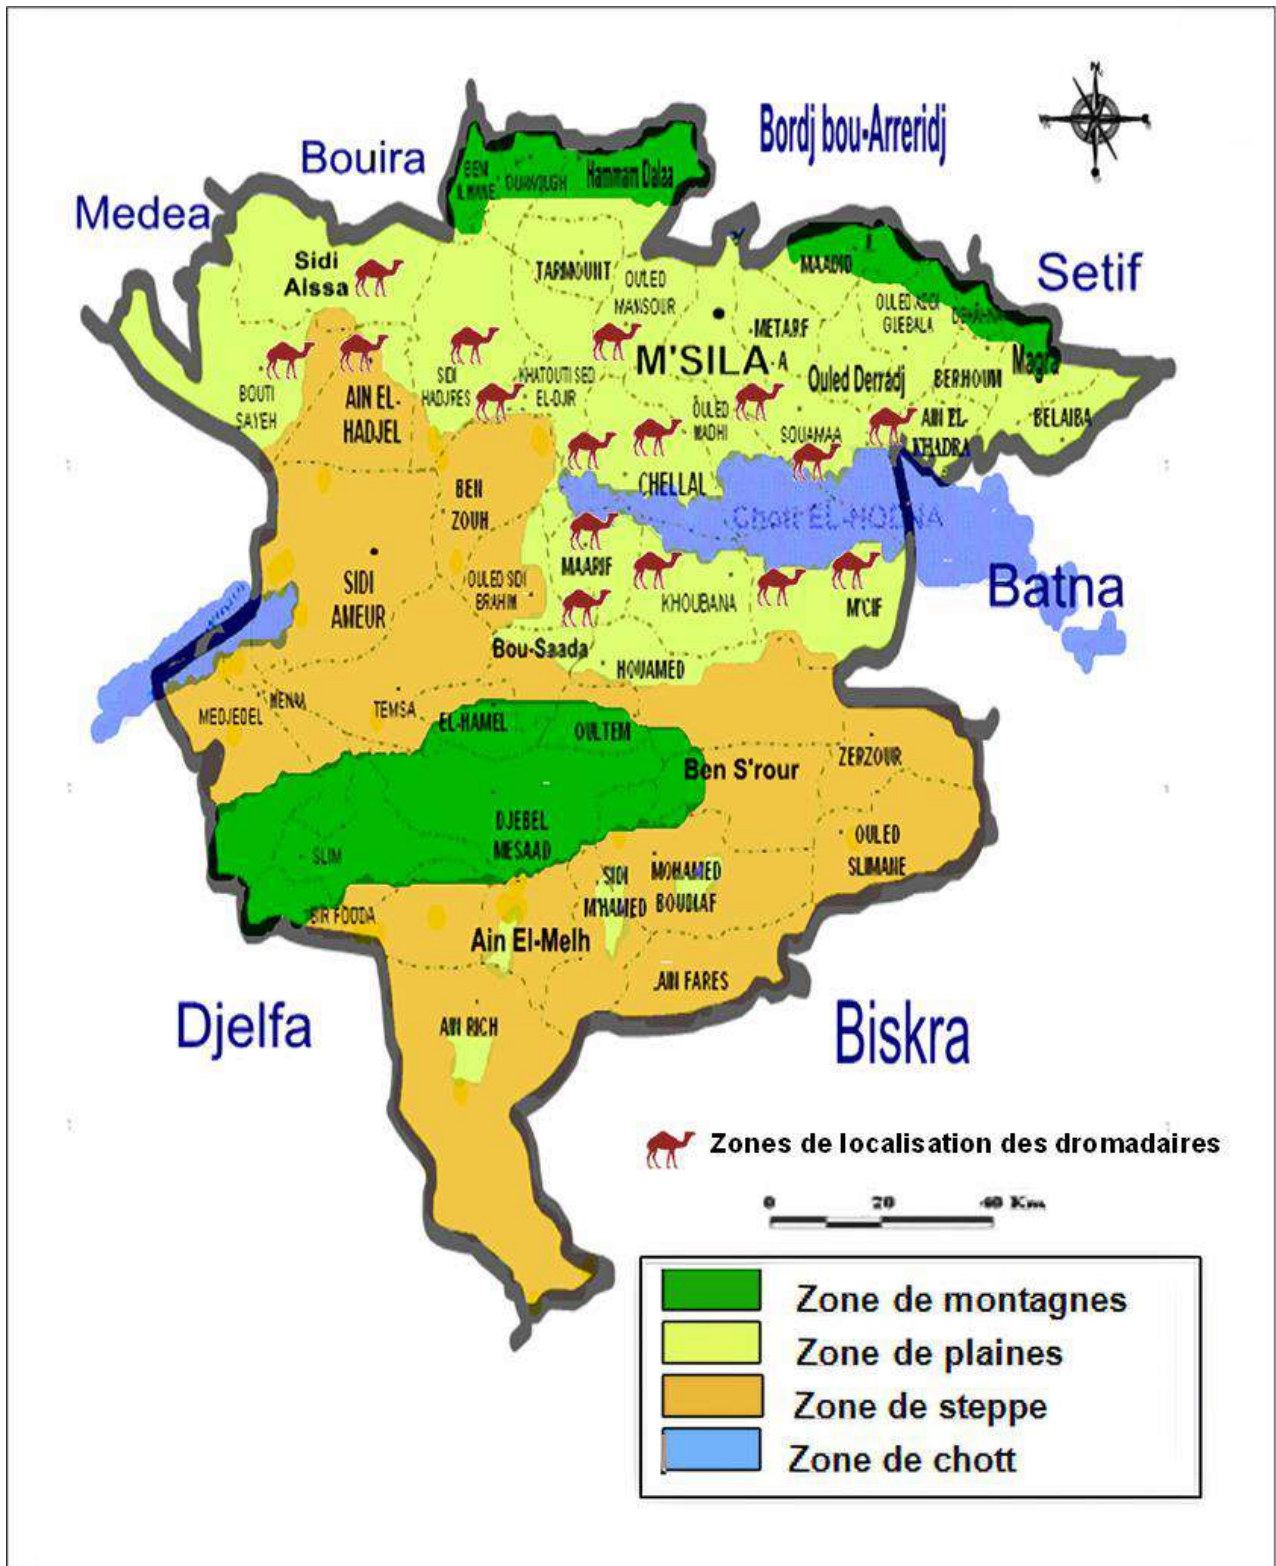 N
Bordj bou-Arreridj
Bouira
Medea
Setif
BENI
ILMANE
Hammam Dalaa
Sidi
Aissa
TARMOUNT
OULED
MANSOUR
MAADID
GUEBALA
METARF
M'SILA
Ouled Derradj
BERHOUM
Magra
BELAIBA
BOUTI
SAYEH
AIN EL-
HADJEL
SIDI
HADJRES
KHATOUTI SED
EL-DJIR
OULED
MADHI
SOUAMAA
AIN EL-
KHADRA
CHELLAL
BEN
ZOUH
Chott EL-HODNA
Batna
MAARIF
SIDI
AMEUR
OULED SIDI
BRAHIM
KHOUBANA
M'CIF
Bou-Saada
HOUAMED
MEDJEDEL
MENAA
TEMSA
EL-HAMEL
OULTEM
Ben S'rour
ZERZOUR
DJEBEL
MESAAD
SLIM
OULED
SLIMANE
SIDI
M'HAMED
MOHAMED
BOUDIAF
BIR FODDA
Ain El-Melh
AIN FARES
Djelfa
AIN RICH
Biskra
Zones de localisation des dromadaires
0 20 40 Km
Zone de montagnes
Zone de plaines
Zone de steppe
Zone de chott